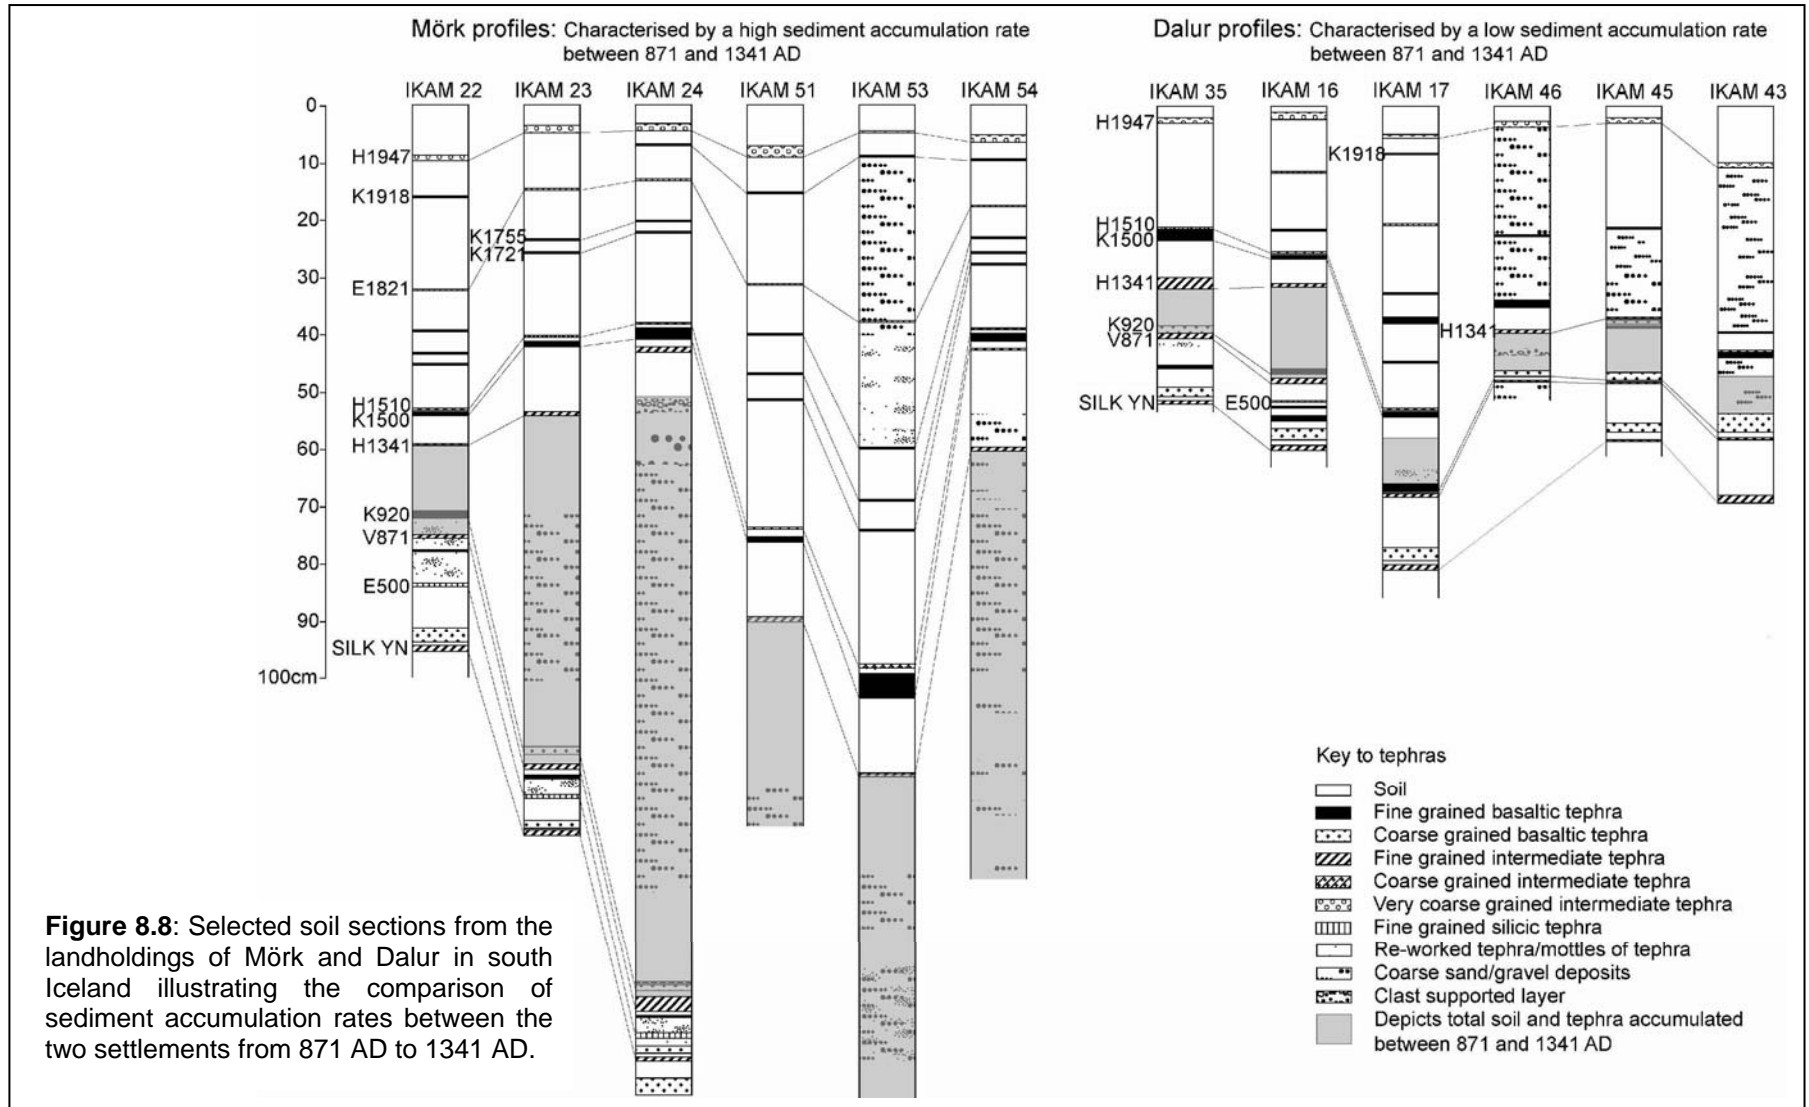 Mörk profiles: Characterised by a high sediment accumulation rate
between 871 and 1341 AD
Dalur profiles: Characterised by a low sediment accumulation rate
between 871 and 1341 AD
IKAM 22
IKAM 23
IKAM 24
IKAM 51
IKAM 53
IKAM 54
IKAM 35
IKAM 16
IKAM 17
IKAM 46
IKAM 45
IKAM 43
0
10
20
30
40
50
60
70
80
90
100cm
H1947
K1918
K1755
K1721
E1821
H1510
K1500
H1341
K920
V871
E500
SILK YN
H1947
K1918
H1510
K1500
H1341
H1341
K920
V871
E500
SILK YN
Key to tephras
Soil
Fine grained basaltic tephra
Coarse grained basaltic tephra
Fine grained intermediate tephra
Coarse grained intermediate tephra
Very coarse grained intermediate tephra
Fine grained silicic tephra
Re-worked tephra/mottles of tephra
Coarse sand/gravel deposits
Clast supported layer
Depicts total soil and tephra accumulated
between 871 and 1341 AD
Figure 8.8: Selected soil sections from the
landholdings of Mörk and Dalur in south
Iceland illustrating the comparison of
sediment accumulation rates between the
two settlements from 871 AD to 1341 AD.